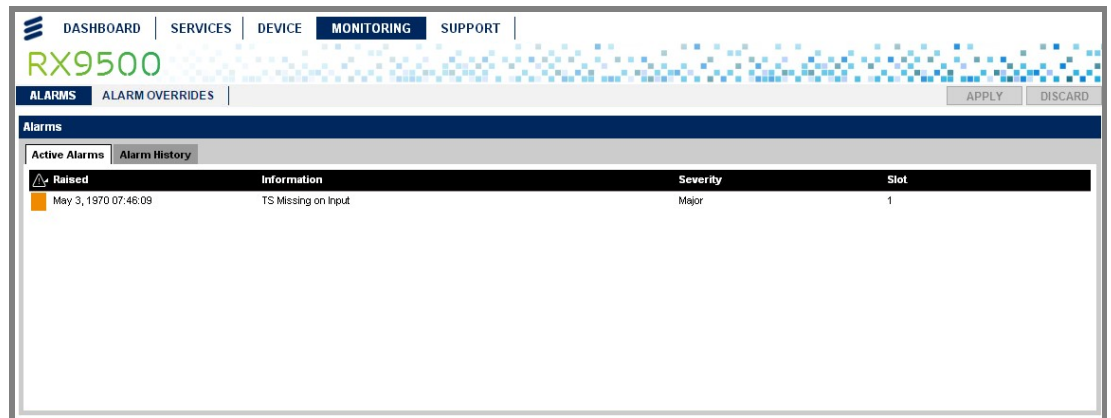 DASHBOARD SERVICES DEVICE MONITORING SUPPORT
RX9500
ALARMS ALARM OVERRIDES APPLY DISCARD
Alarms
Active Alarms Alarm History
Raised Information Severity Slot
May 3, 1970 07:46:09 TS Missing on Input Major 1